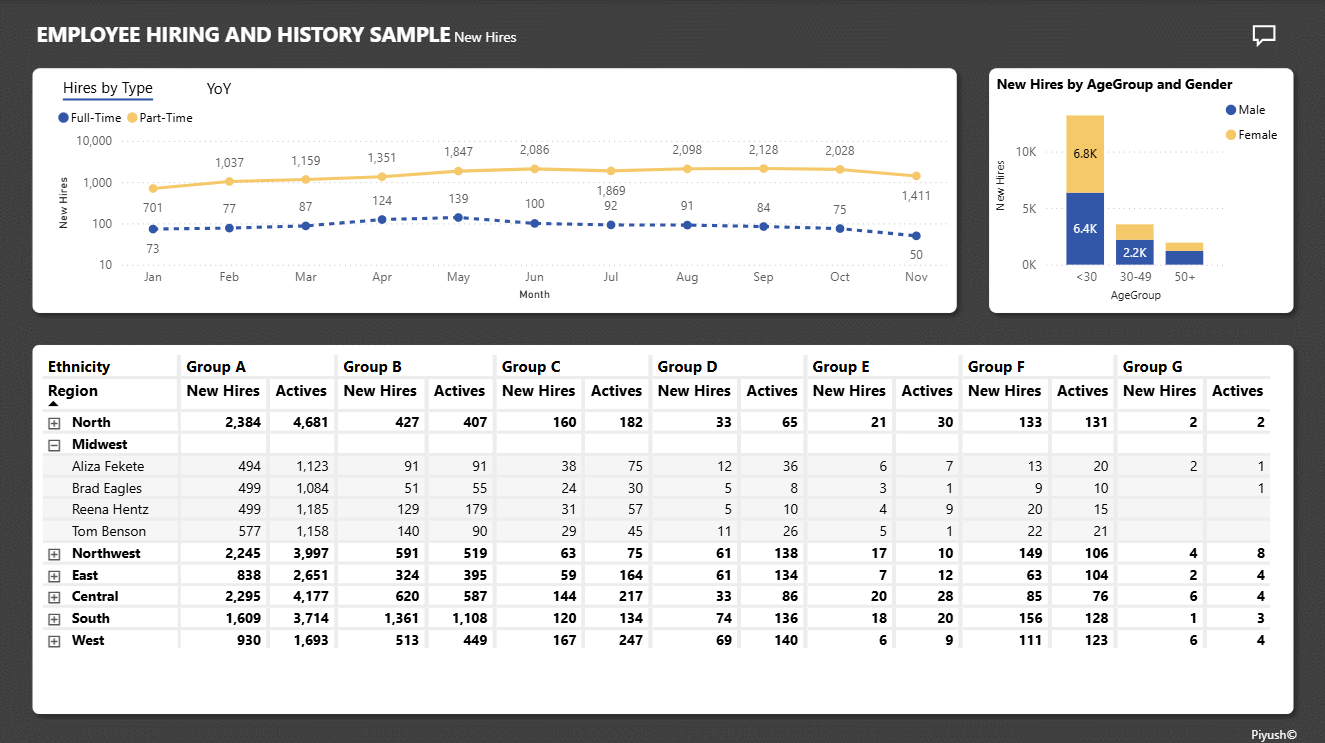 EMPLOYEE HIRING AND HISTORY SAMPLE New Hires
Hires by Type YoY
Full-Time Part-Time
New Hires
10,000
1,000
100
10
701 1,037 1,159 1,351 1,847 2,086 1,869 2,098 2,128 2,028 1,411
73 77 87 124 139 100 92 91 84 75 50
Jan Feb Mar Apr May Jun Jul Aug Sep Oct Nov
Month
New Hires by AgeGroup and Gender
Male
Female
New Hires
10K
5K
0K
6.8K
6.4K
2.2K
<30 30-49 50+
AgeGroup
Ethnicity Group A Group B Group C Group D Group E Group F Group G
Region New Hires Actives New Hires Actives New Hires Actives New Hires Actives New Hires Actives New Hires Actives New Hires Actives
North 2,384 4,681 427 407 160 182 33 65 21 30 133 131 2 2
Midwest
Aliza Fekete 494 1,123 91 91 38 75 12 36 6 7 13 20 2 1
Brad Eagles 499 1,084 51 55 24 30 5 8 3 1 9 10 1
Reena Hentz 499 1,185 129 179 31 57 5 10 4 9 20 15
Tom Benson 577 1,158 140 90 29 45 11 26 5 1 22 21
Northwest 2,245 3,997 591 519 63 75 61 138 17 10 149 106 4 8
East 838 2,651 324 395 59 164 61 134 7 12 63 104 2 4
Central 2,295 4,177 620 587 144 217 33 86 20 28 85 76 6 4
South 1,609 3,714 1,361 1,108 120 134 74 136 18 20 156 128 1 3
West 930 1,693 513 449 167 247 69 140 6 9 111 123 6 4
Piyush©